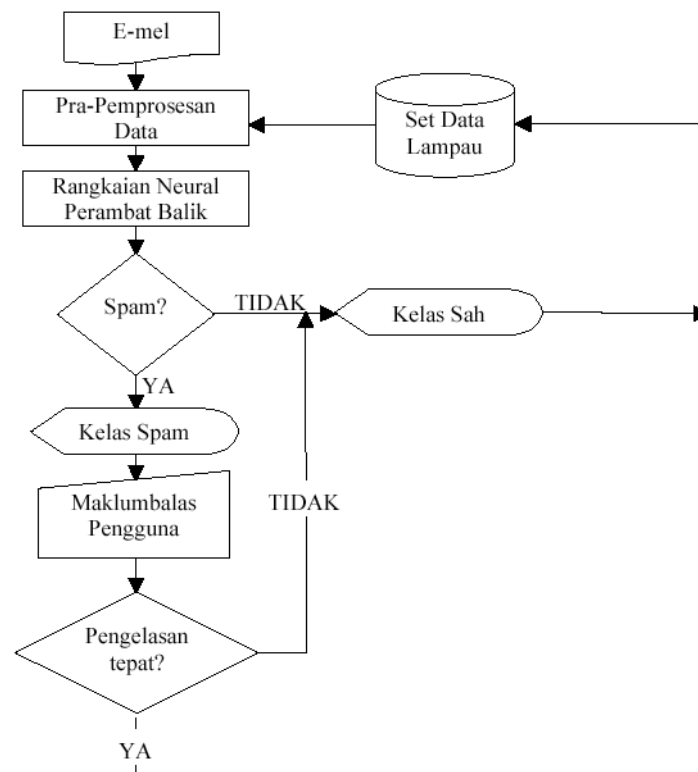 E-mel
Pra-Pemprosesan
Data
Set Data
Lampau
Rangkaian Neural
Perambat Balik
Spam?
TIDAK
Kelas Sah
YA
Kelas Spam
Maklumbalas
Pengguna
TIDAK
Pengelasan
tepat?
YA